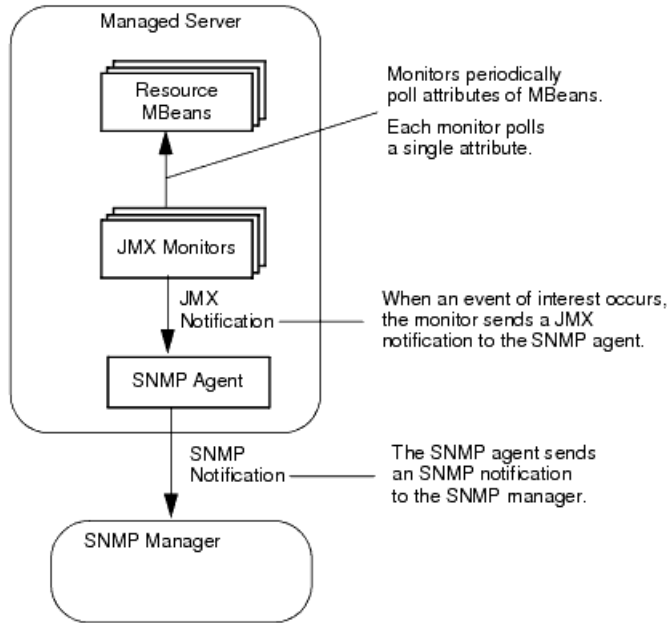 Managed Server
Resource
MBeans
Monitors periodically
poll attributes of MBeans.
Each monitor polls
a single attribute.
JMX Monitors
JMX
Notification
When an event of interest occurs,
the monitor sends a JMX
notification to the SNMP agent.
SNMP Agent
SNMP
Notification
The SNMP agent sends
an SNMP notification
to the SNMP manager.
SNMP Manager